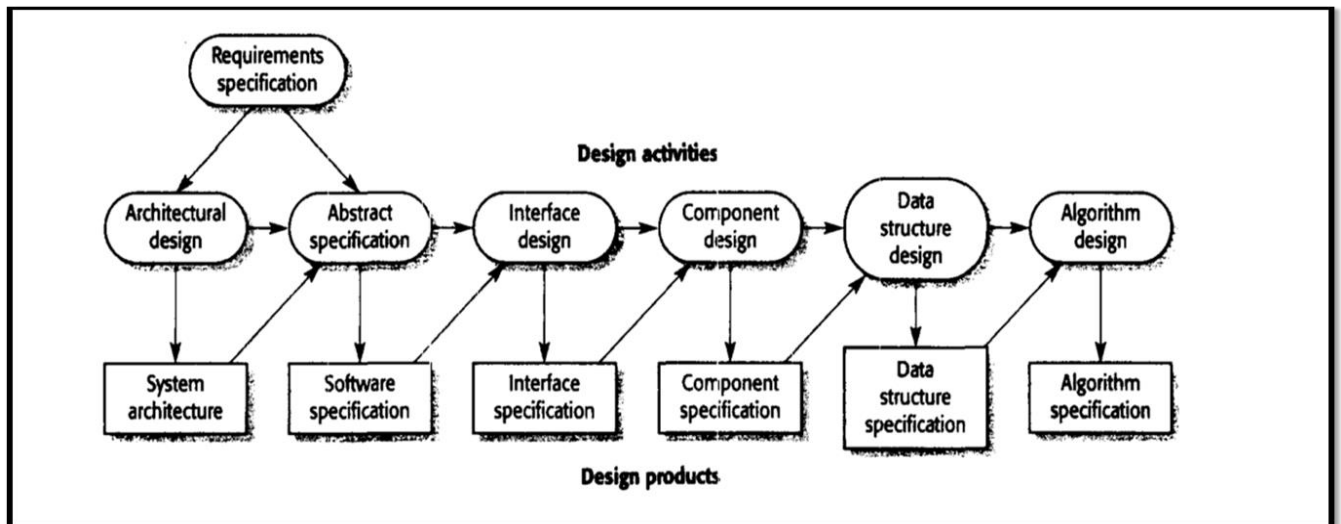 Requirements
specification
Design activities
Architectural
design
Abstract
specification
Interface
design
Component
design
Data
structure
design
Algorithm
design
System
architecture
Software
specification
Interface
specification
Component
specification
Data
structure
specification
Algorithm
specification
Design products